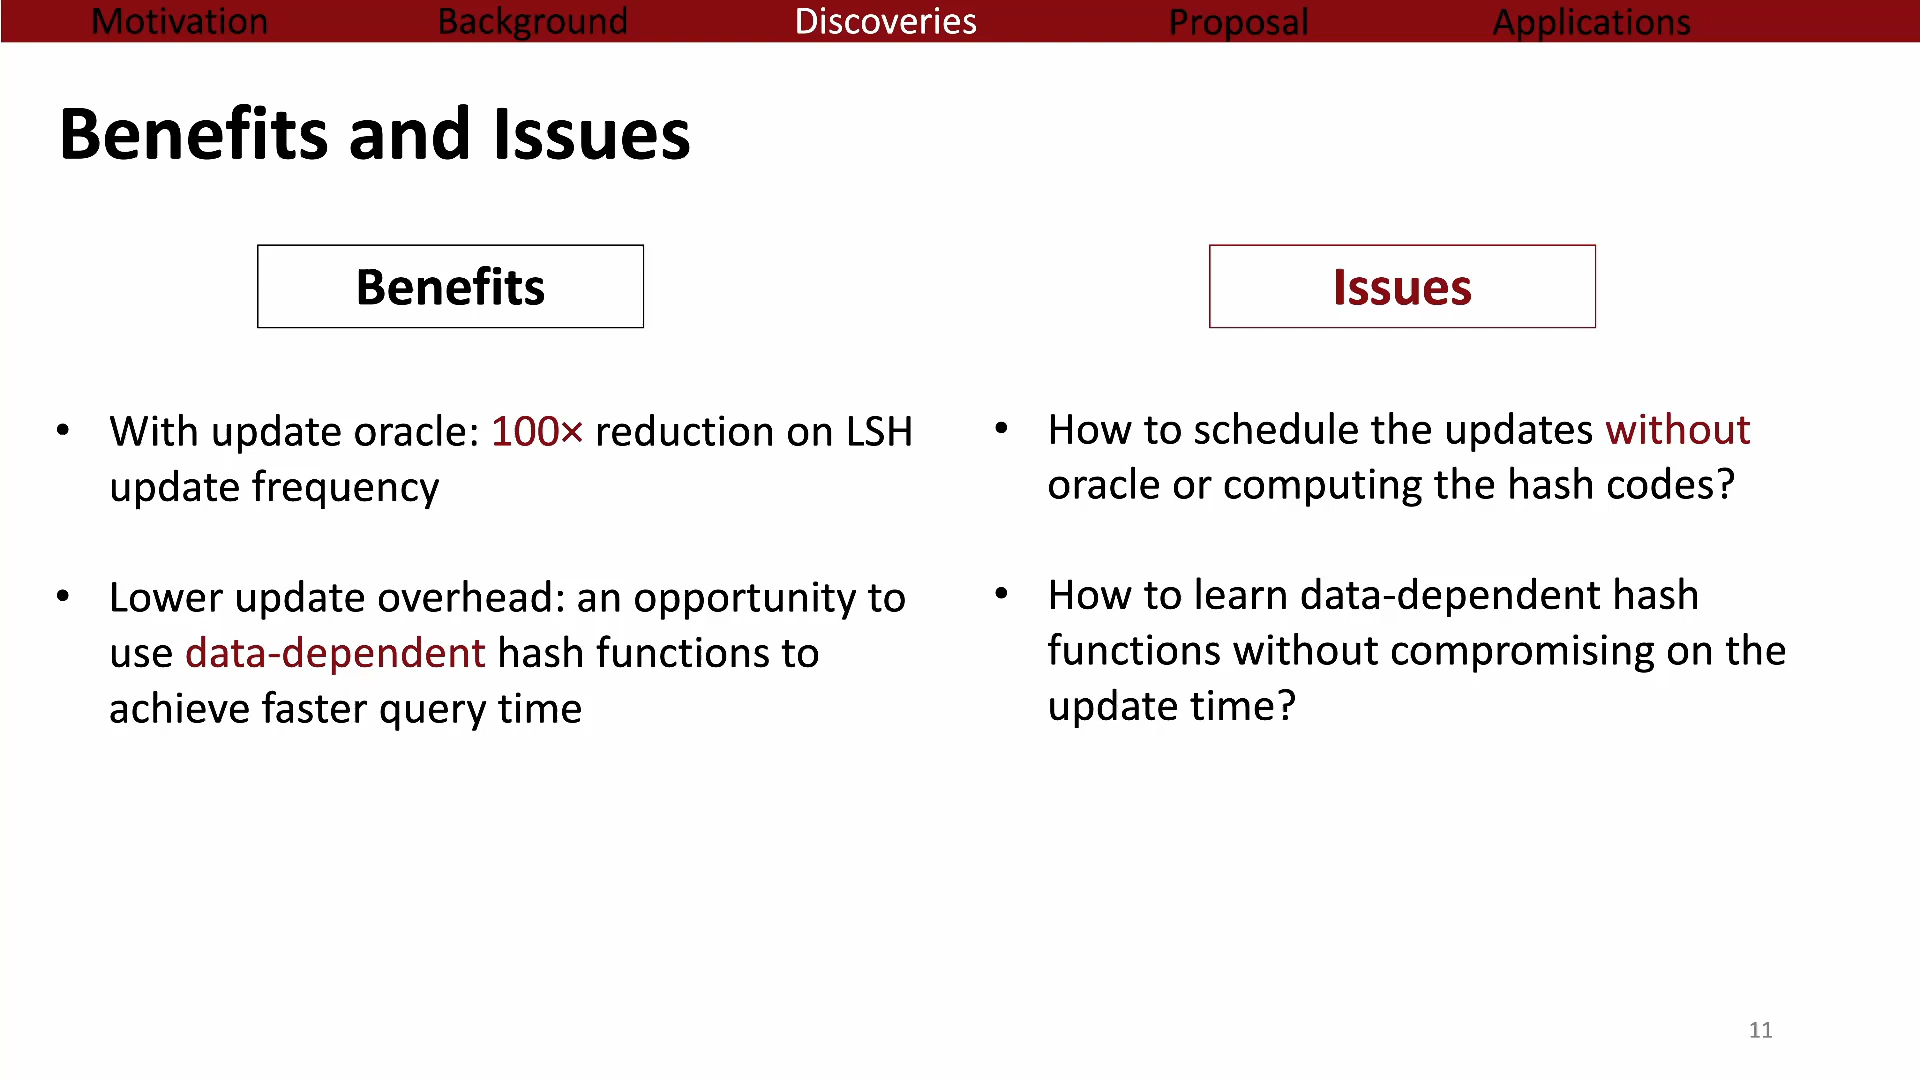 Motivation Background Discoveries Proposal Applications
Benefits and Issues
Benefits
• With update oracle: 100× reduction on LSH
update frequency
• Lower update overhead: an opportunity to
use data-dependent hash functions to
achieve faster query time
Issues
• How to schedule the updates without
oracle or computing the hash codes?
• How to learn data-dependent hash
functions without compromising on the
update time?
11